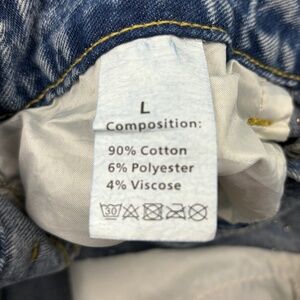 L
Composition:
90% Cotton
6% Polyester
4% Viscose
30